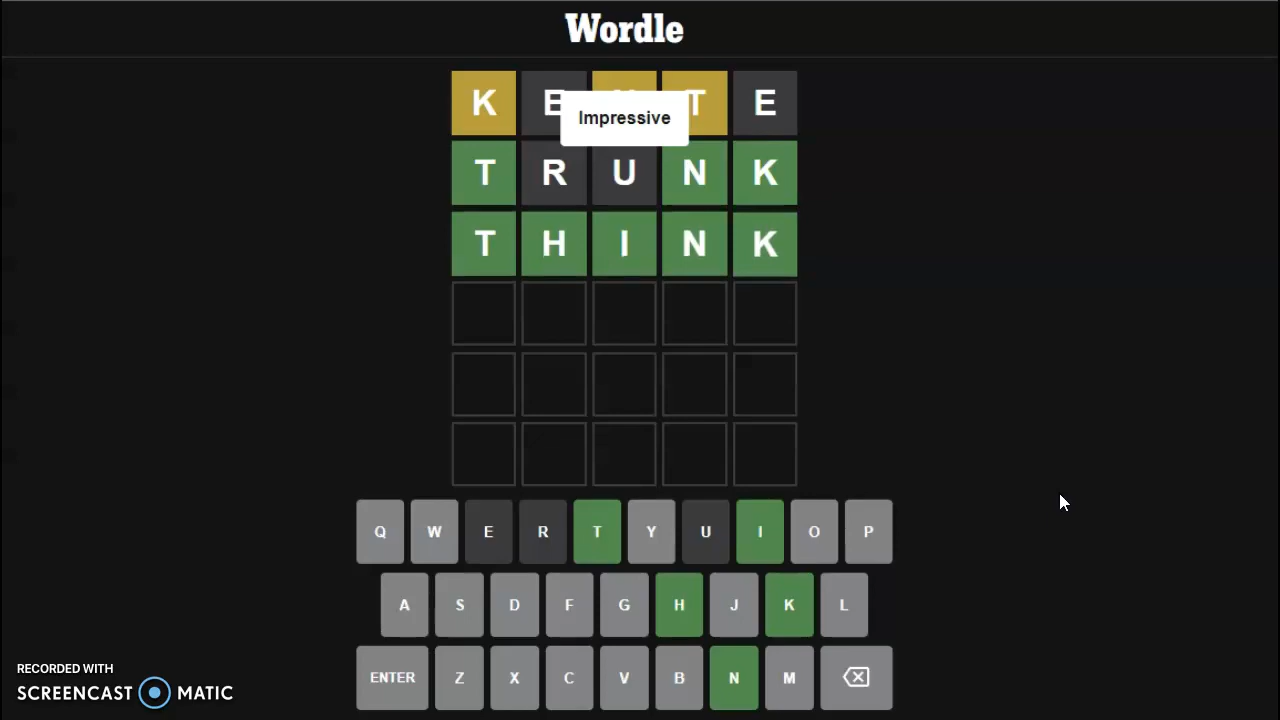 Wordle
K E T E
Impressive
T R U N K
T H I N K
Q W E R T Y U I O P
A S D F G H J K L
ENTER Z X C V B N M
RECORDED WITH
SCREENCAST MATIC